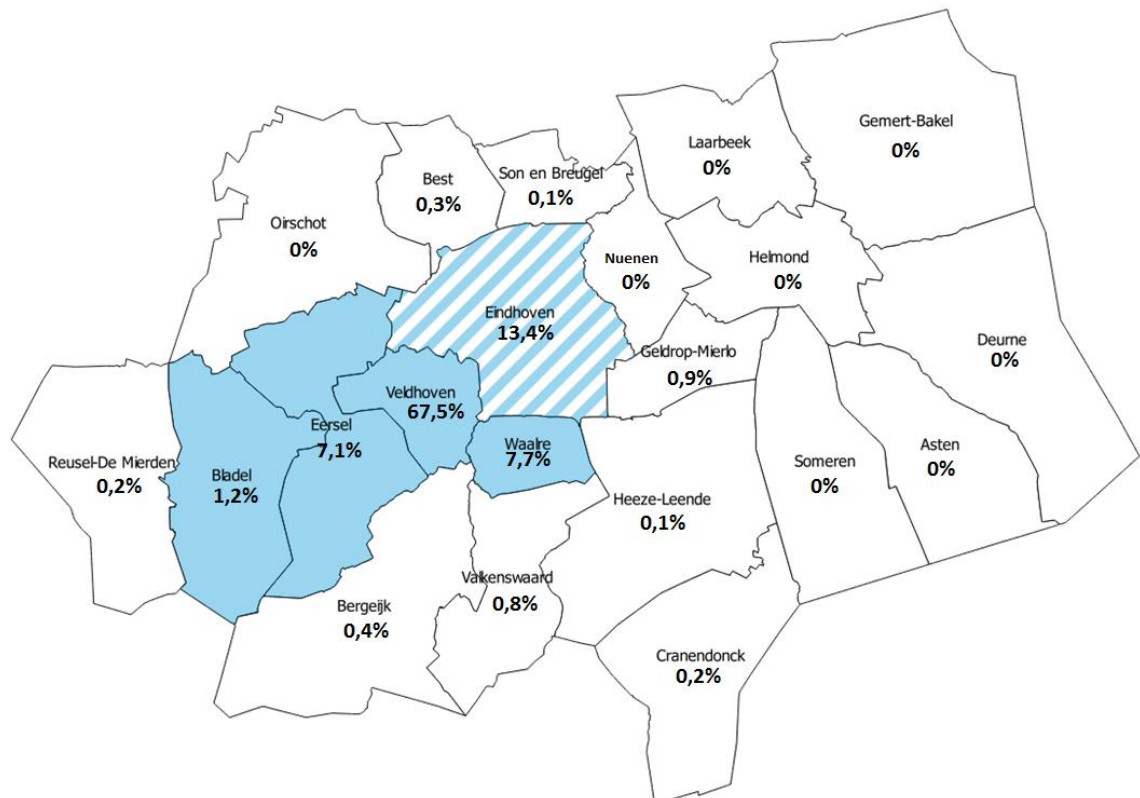 Gemert-Bakel
0%
Laarbeek
0%
Best
0,3%
Son en Breugel
0,1%
Oirschot
0%
Nuenen
0%
Helmond
0%
Eindhoven
13,4%
Deurne
0%
Geldrop-Mierlo
0,9%
Veldhoven
67,5%
Eersel
7,1%
Waalre
7,7%
Reusel-De Mierden
0,2%
Bladel
1,2%
Asten
0%
Someren
0%
Heeze-Leende
0,1%
Valkenswaard
0,8%
Bergeijk
0,4%
Cranendonck
0,2%